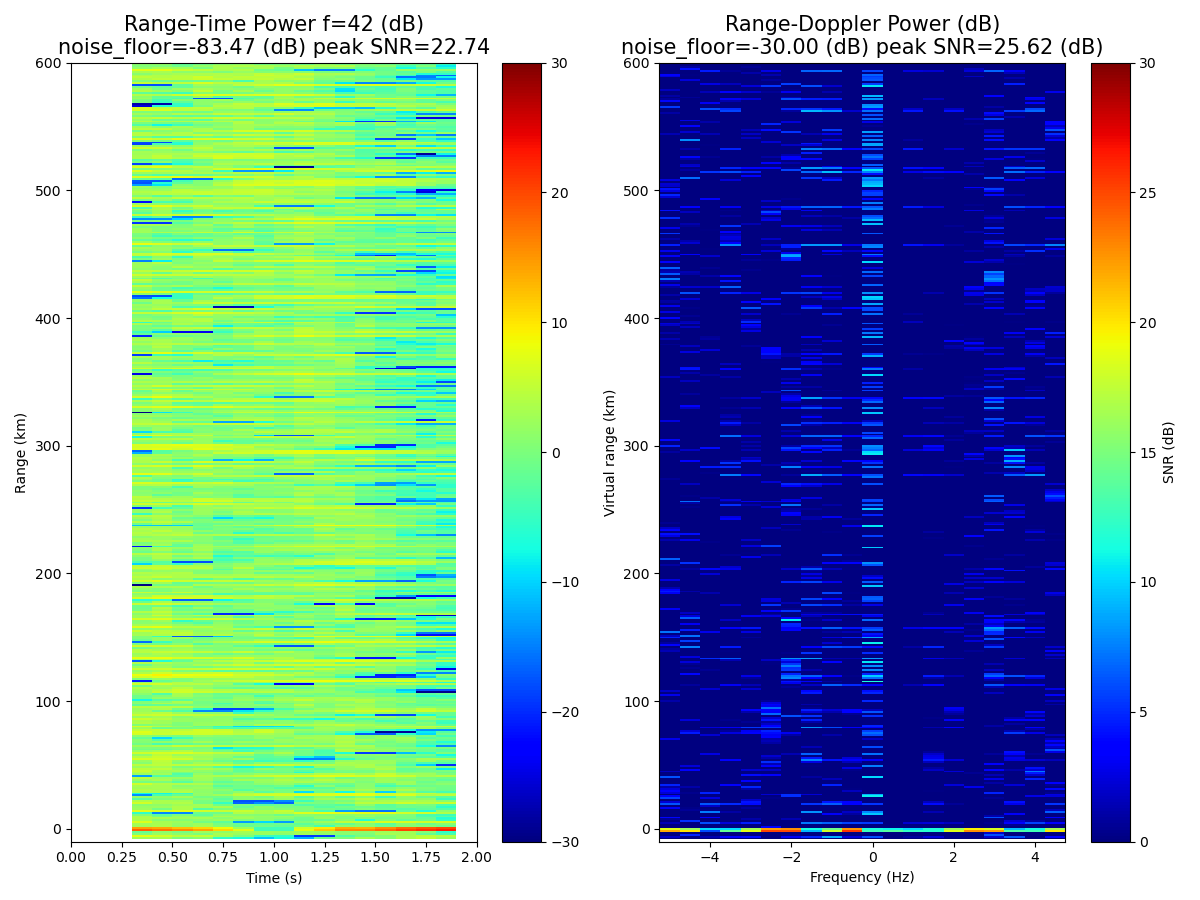 Range-Time Power f=42 (dB)
noise_floor=-83.47 (dB) peak SNR=22.74
Range-Doppler Power (dB)
noise_floor=-30.00 (dB) peak SNR=25.62 (dB)
600
500
400
300
200
100
0
Range (km)
0.00 0.25 0.50 0.75 1.00 1.25 1.50 1.75 2.00
Time (s)
30
20
10
0
−10
−20
−30
600
500
400
300
200
100
0
Virtual range (km)
−4 −2 0 2 4
Frequency (Hz)
30
25
20
15
10
5
0
SNR (dB)